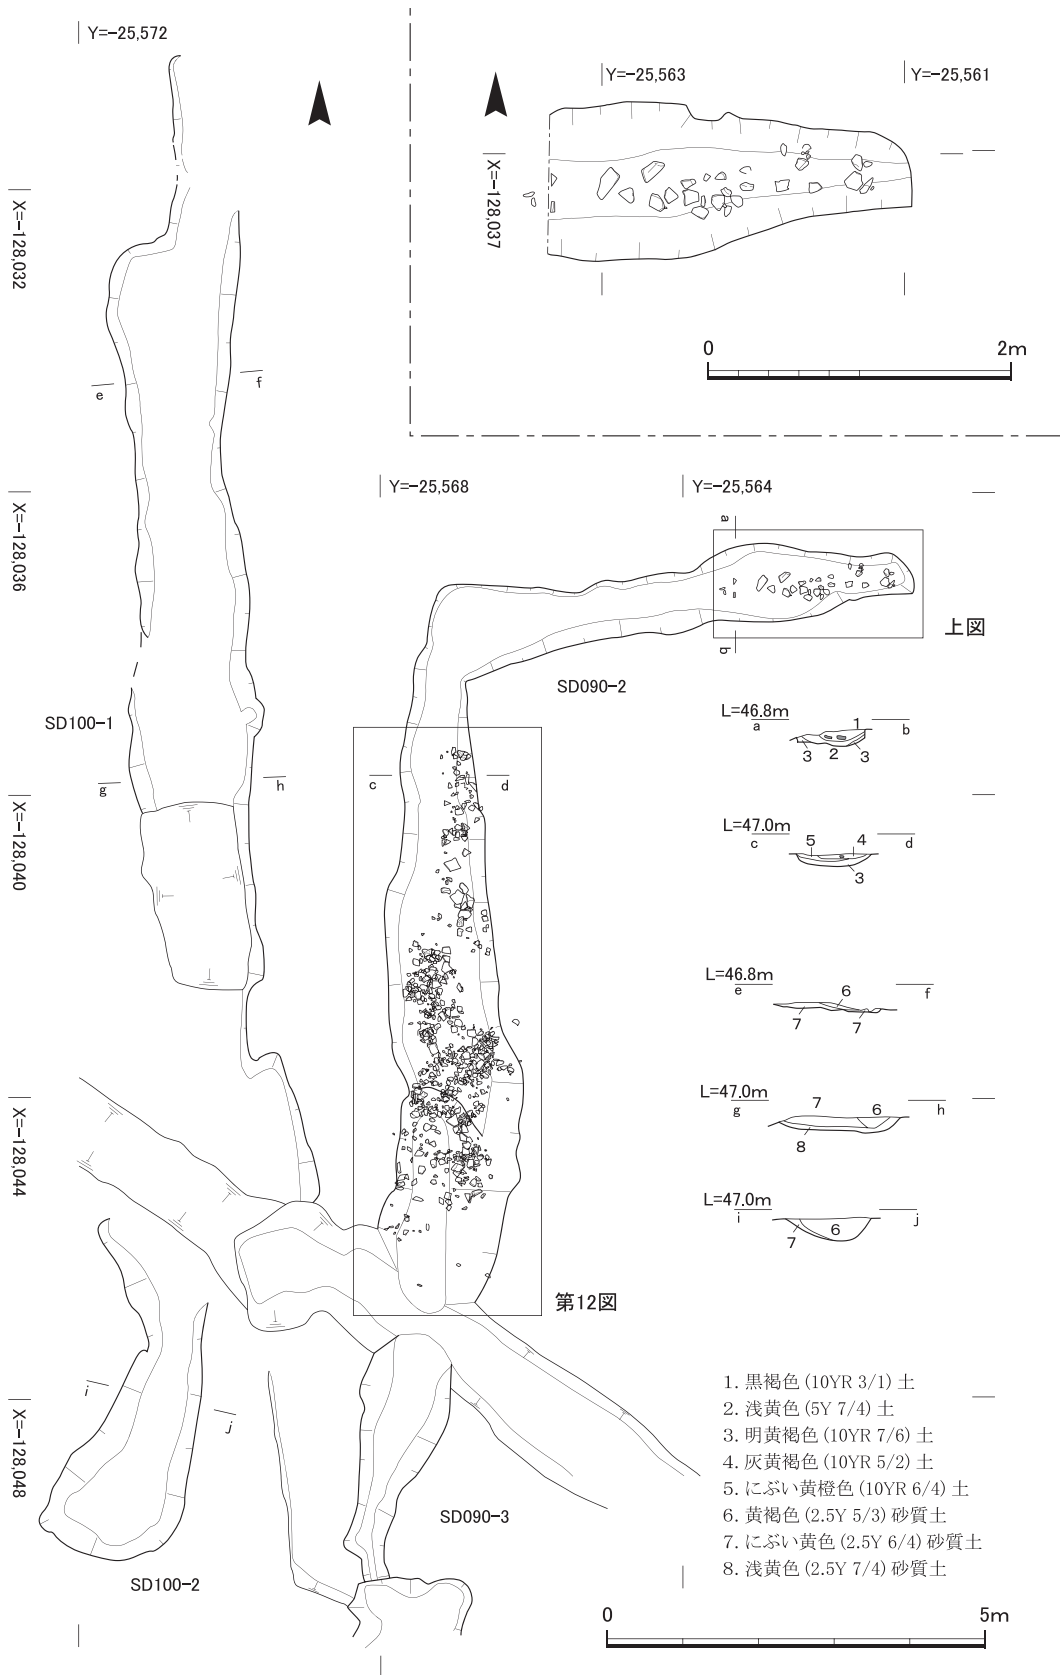 Y=-25,572
Y=-25,563
Y=-25,561
X=-128,037
X=-128,032
0 2m
e f
Y=-25,568
Y=-25,564
X=-128,036
a
b
上図
SD090-2
SD100-1
L=46.8m
a 1 b
3 2 3
g h
c d
X=-128,040
L=47.0m
c 5 4 d
3
L=46.8m
e 6 f
7 7
L=47.0m
g 7 6 h
8
X=-128,044
L=47.0m
i j
7 6
第12図
i j
X=-128,048
1. 黒褐色 (10YR 3/1) 土
2. 浅黄色 (5Y 7/4) 土
3. 明黄褐色 (10YR 7/6) 土
4. 灰黄褐色 (10YR 5/2) 土
5. にぶい黄橙色 (10YR 6/4) 土
6. 黄褐色 (2.5Y 5/3) 砂質土
7. にぶい黄色 (2.5Y 6/4) 砂質土
8. 浅黄色 (2.5Y 7/4) 砂質土
SD090-3
SD100-2
0 5m